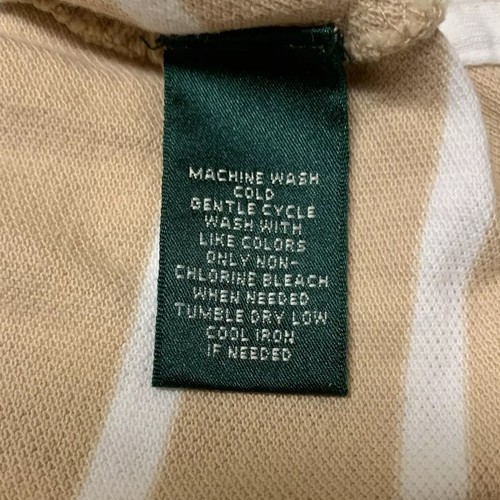 MACHINE WASH
COLD
GENTLE CYCLE
WASH WITH
LIKE COLORS
ONLY NON-
CHLORINE BLEACH
WHEN NEEDED
TUMBLE DRY LOW
COOL IRON
IF NEEDED